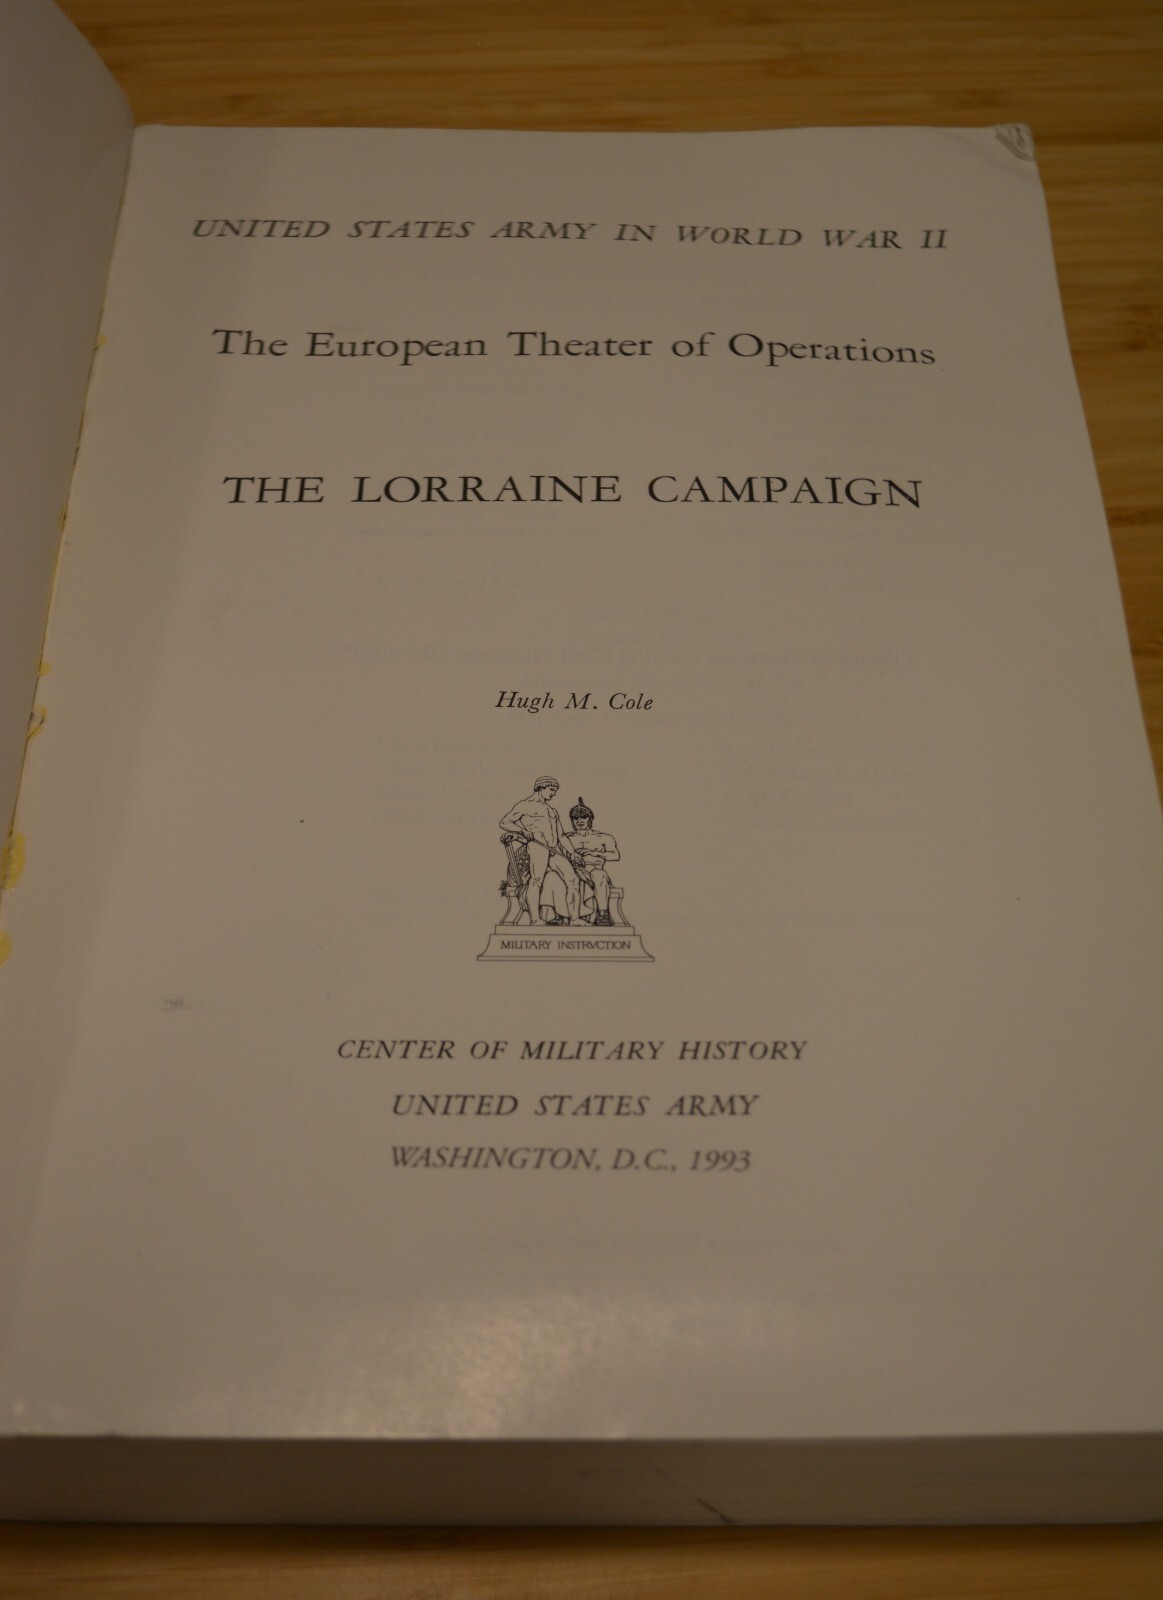 UNITED STATES ARMY IN WORLD WAR II
The European Theater of Operations
THE LORRAINE CAMPAIGN
Hugh M. Cole
MILITARY INSTRVCTION
CENTER OF MILITARY HISTORY
UNITED STATES ARMY
WASHINGTON, D.C., 1993